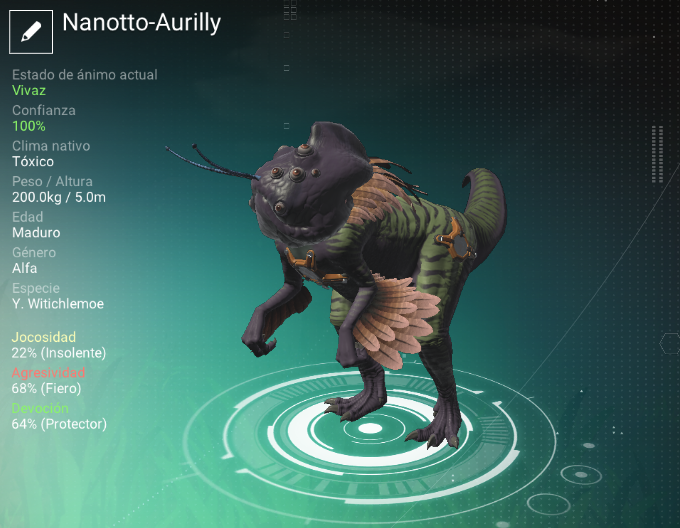 Nanotto-Aurilly
Estado de ánimo actual
Vivaz
Confianza
100%
Clima nativo
Tóxico
Peso / Altura
200.0kg / 5.0m
Edad
Maduro
Género
Alfa
Especie
Y. Witichlemoe
Jocosidad
22% (Insolente)
Agresividad
68% (Fiero)
Devoción
64% (Protector)